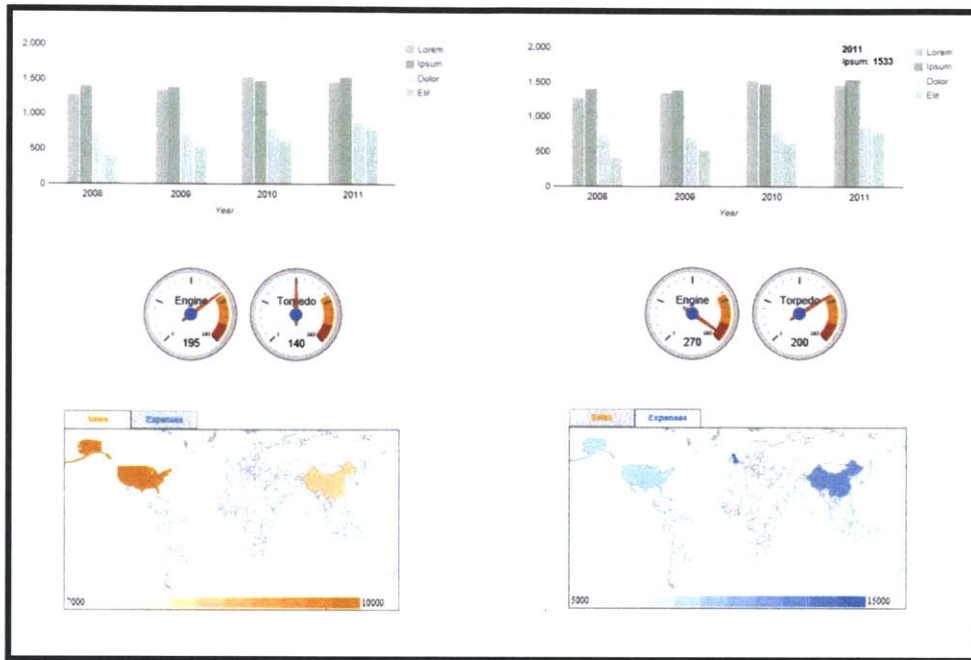 2,000
1,500
1,000
500
0
2008
2009
2010
2011
Year
Lorem
Ipsum
Dolor
Elit
2,000
1,500
1,000
500
0
2008
2009
2010
2011
Year
2011
Ipsum: 1533
Lorem
Ipsum
Dolor
Elit
Engine
195
Torpedo
140
Engine
270
Torpedo
200
Sales
Expenses
7000
10000
Sales
Expenses
5000
15000